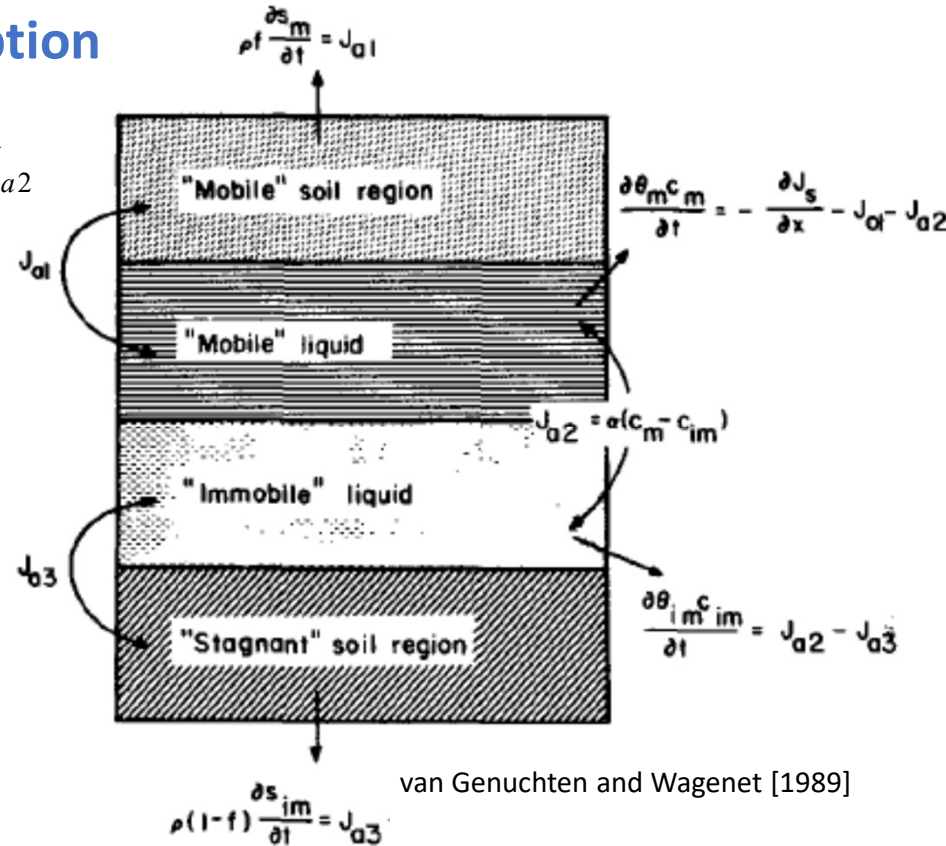 ption
ρf ∂s_m/∂t = J_a1
a2
"Mobile" soil region
∂θ_m c_m/∂t = - ∂J_s/∂x - J_a1 - J_a2
J_a1
"Mobile" liquid
J_a2 = α(c_m - c_im)
"Immobile" liquid
J_a3
∂θ_im c_im/∂t = J_a2 - J_a3
"Stagnant" soil region
van Genuchten and Wagenet [1989]
ρ(1-f) ∂s_im/∂t = J_a3